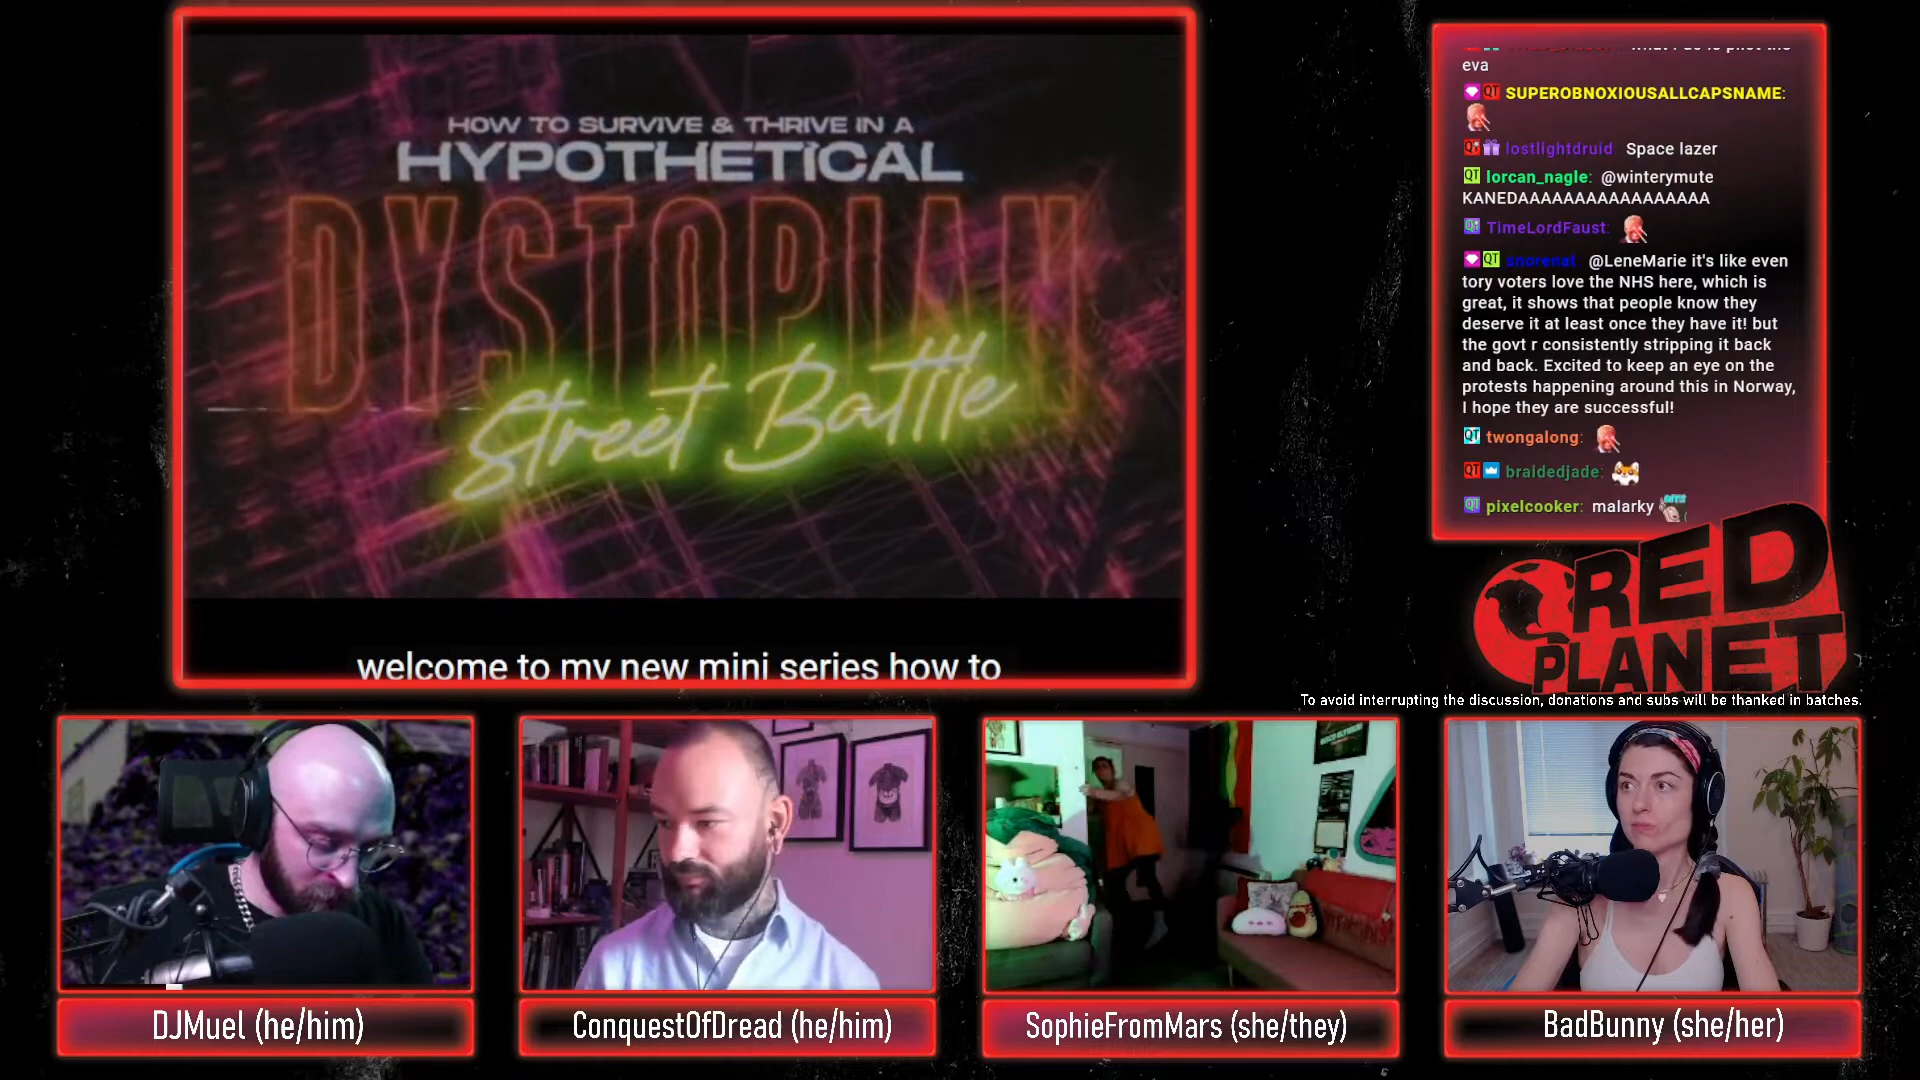 HOW TO SURVIVE & THRIVE IN A
HYPOTHETICAL
DYSTOPIAN
Street Battle
welcome to my new mini series how to
eva
SUPEROBNOXIOUSALLCAPSNAME:
lostlightdruid Space lazer
lorcan_nagle: @winterymute
KANEDAAAAAAAAAAAAAAAAA
TimeLordFaust:
snorenat: @LeneMarie it's like even
tory voters love the NHS here, which is
great, it shows that people know they
deserve it at least once they have it! but
the govt r consistently stripping it back
and back. Excited to keep an eye on the
protests happening around this in Norway,
I hope they are successful!
twongalong:
braidedjade:
pixelcooker: malarky
RED
PLANET
To avoid interrupting the discussion, donations and subs will be thanked in batches.
DJMuel (he/him)
ConquestOfDread (he/him)
SophieFromMars (she/they)
BadBunny (she/her)